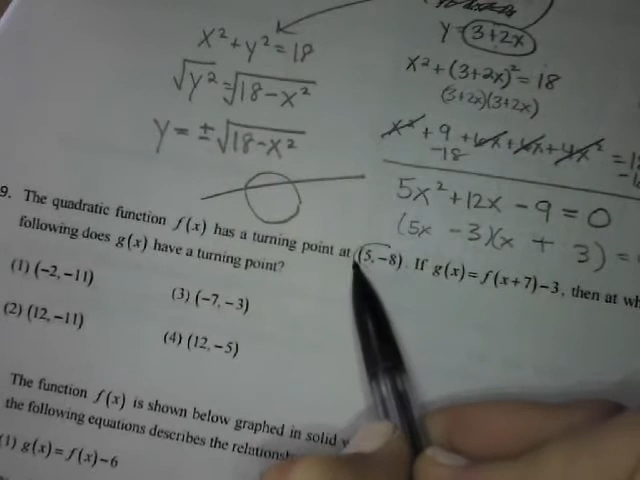 y = 3+2x
x² + y² = 18
√y² = √18 - x²
y = ± √18 - x²
x² + (3+2x)² = 18
(3+2x)(3+2x)
x² + 9 + 6x + 6x + 4x² = 18
-18
5x² + 12x - 9 = 0
(5x - 3)(x + 3) =
9. The quadratic function f(x) has a turning point at (5, −8). If g(x) = f(x+7)−3, then at wh
following does g(x) have a turning point?
(1) (−2, −11)
(3) (−7, −3)
(2) (12, −11)
(4) (12, −5)
The function f(x) is shown below graphed in solid
the following equations describes the relations
(1) g(x) = f(x)−6